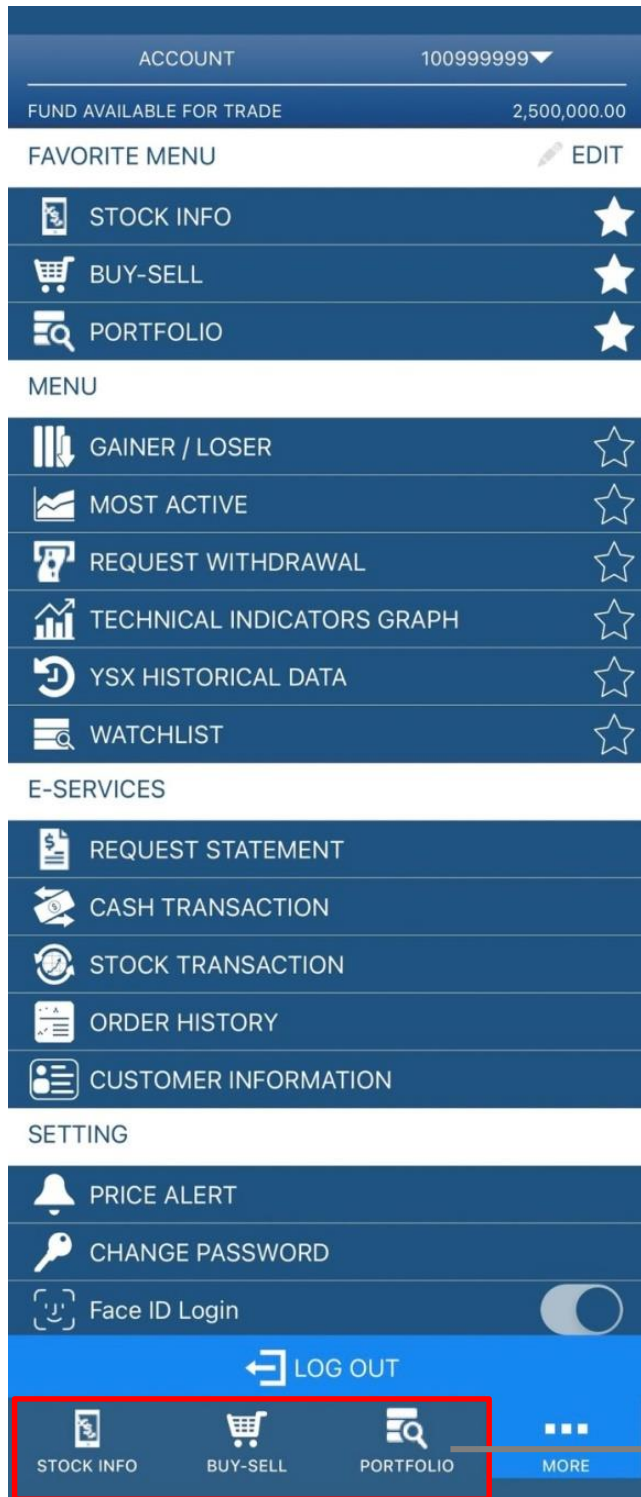 ACCOUNT 100999999
FUND AVAILABLE FOR TRADE 2,500,000.00
FAVORITE MENU EDIT
STOCK INFO
BUY-SELL
PORTFOLIO
MENU
GAINER / LOSER
MOST ACTIVE
REQUEST WITHDRAWAL
TECHNICAL INDICATORS GRAPH
YSX HISTORICAL DATA
WATCHLIST
E-SERVICES
REQUEST STATEMENT
CASH TRANSACTION
STOCK TRANSACTION
ORDER HISTORY
CUSTOMER INFORMATION
SETTING
PRICE ALERT
CHANGE PASSWORD
Face ID Login
LOG OUT
STOCK INFO BUY-SELL PORTFOLIO MORE